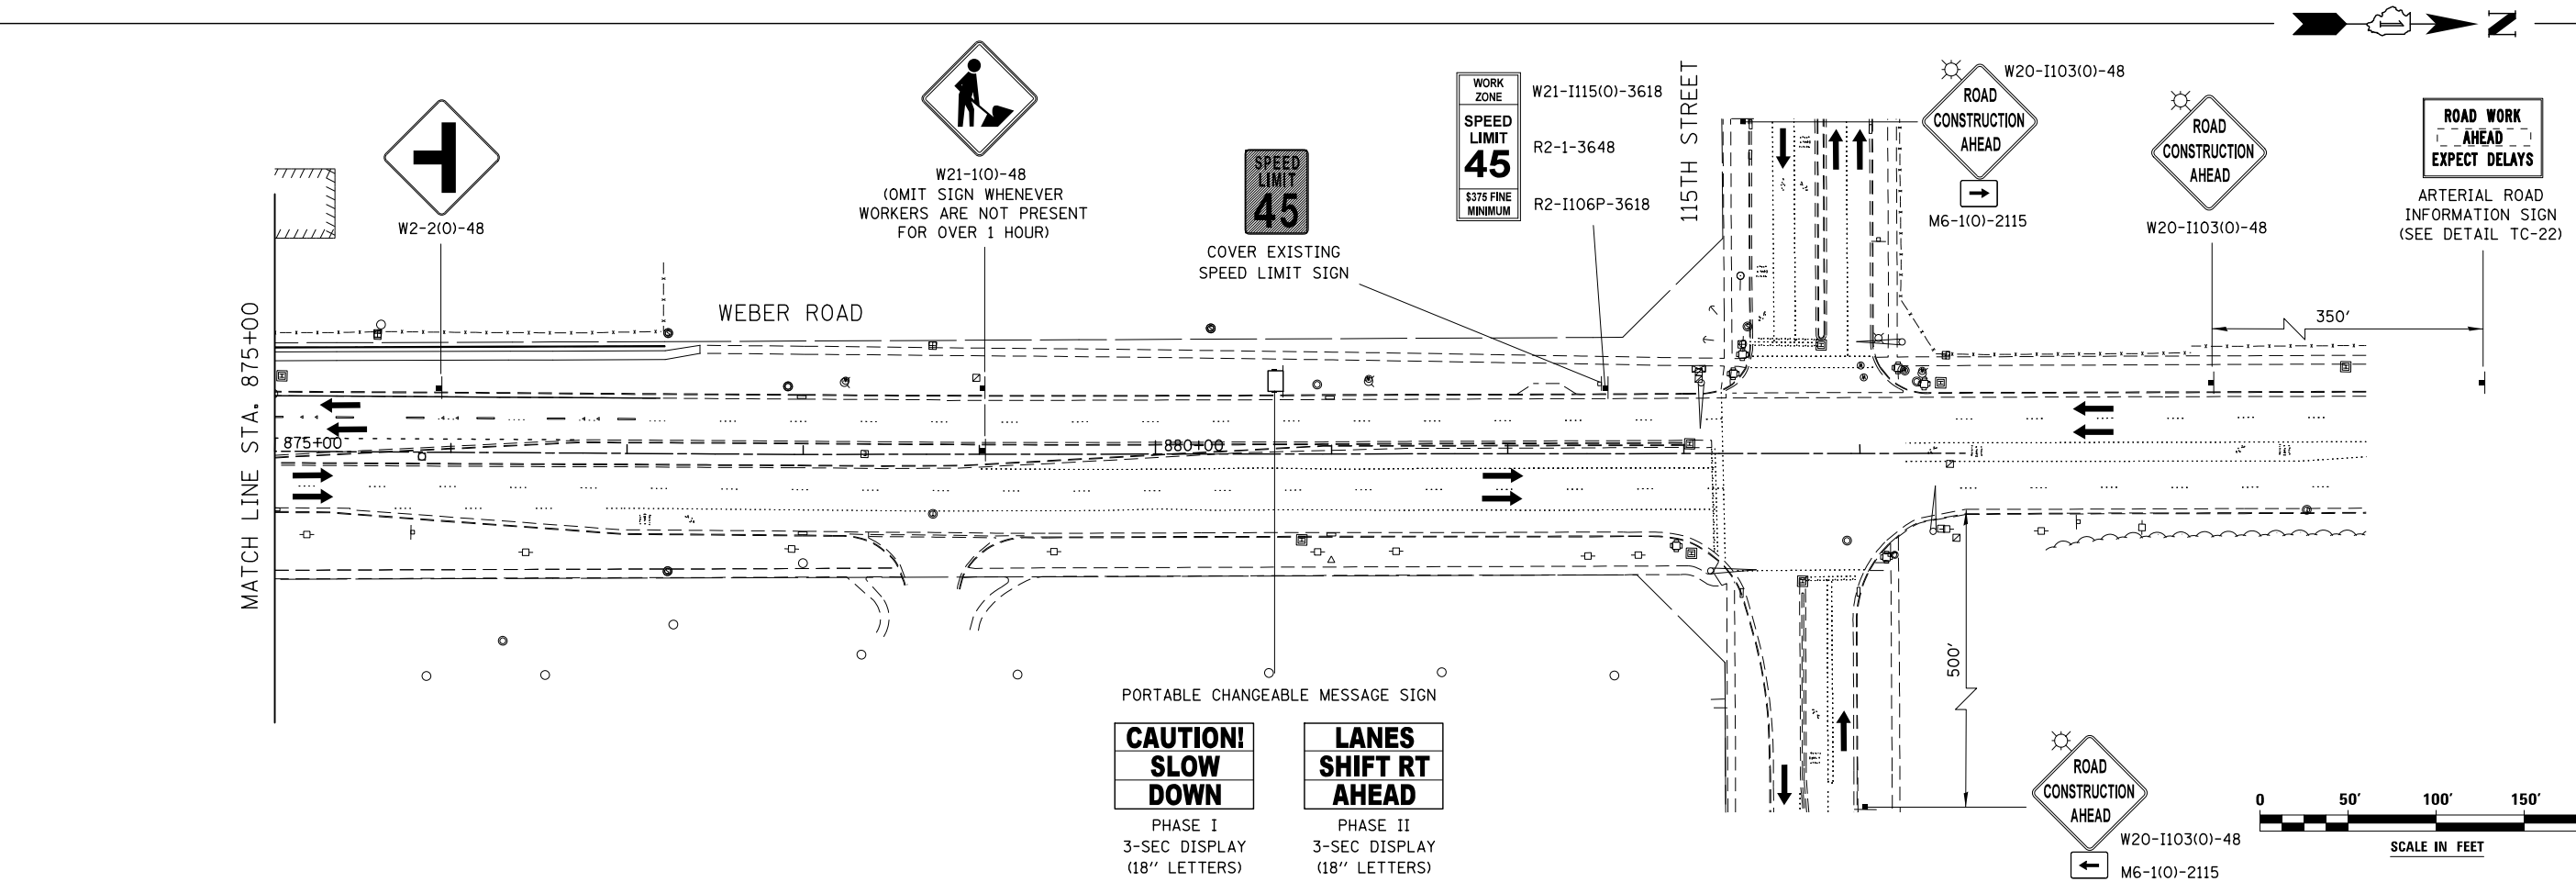 N
W2-2(O)-48
W21-1(O)-48
(OMIT SIGN WHENEVER
WORKERS ARE NOT PRESENT
FOR OVER 1 HOUR)
SPEED
LIMIT
45
COVER EXISTING
SPEED LIMIT SIGN
WORK
ZONE
SPEED
LIMIT
45
$375 FINE
MINIMUM
W21-I115(O)-3618
R2-1-3648
R2-I106P-3618
115TH STREET
ROAD
CONSTRUCTION
AHEAD
W20-I103(O)-48
M6-1(O)-2115
ROAD
CONSTRUCTION
AHEAD
W20-I103(O)-48
ROAD WORK
AHEAD
EXPECT DELAYS
ARTERIAL ROAD
INFORMATION SIGN
(SEE DETAIL TC-22)
350'
WEBER ROAD
MATCH LINE STA. 875+00
875+00
880+00
500'
PORTABLE CHANGEABLE MESSAGE SIGN
CAUTION!
SLOW
DOWN
PHASE I
3-SEC DISPLAY
(18" LETTERS)
LANES
SHIFT RT
AHEAD
PHASE II
3-SEC DISPLAY
(18" LETTERS)
ROAD
CONSTRUCTION
AHEAD
W20-I103(O)-48
M6-1(O)-2115
0 50' 100' 150'
SCALE IN FEET